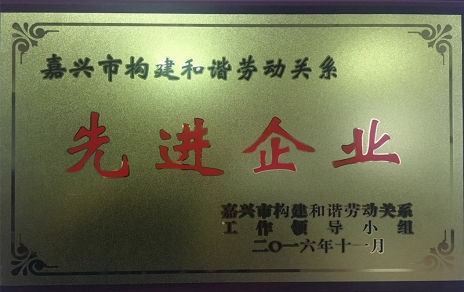 嘉兴市构建和谐劳动关系
先进企业
嘉兴市构建和谐劳动关系
工作领导小组
二〇一六年十一月